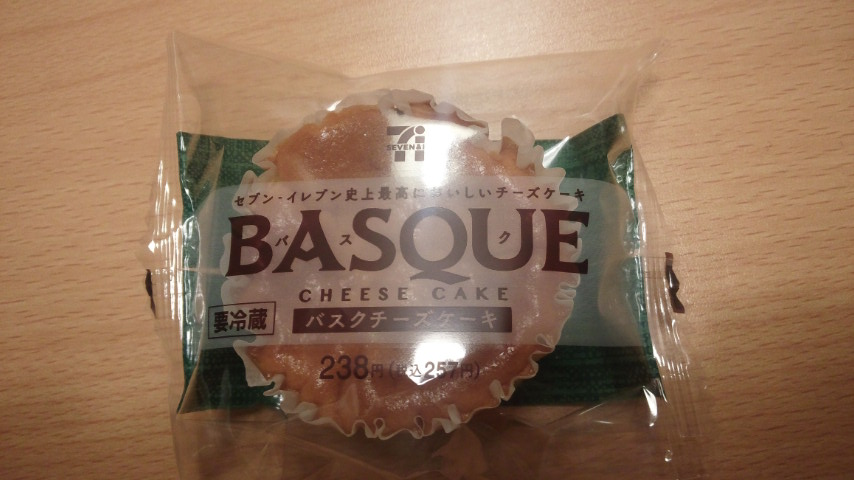 7i
SEVEN&i
セブン-イレブン史上最高においしいチーズケーキ
BASQUE
バスク
CHEESE CAKE
要冷蔵
バスクチーズケーキ
238円(税込257円)